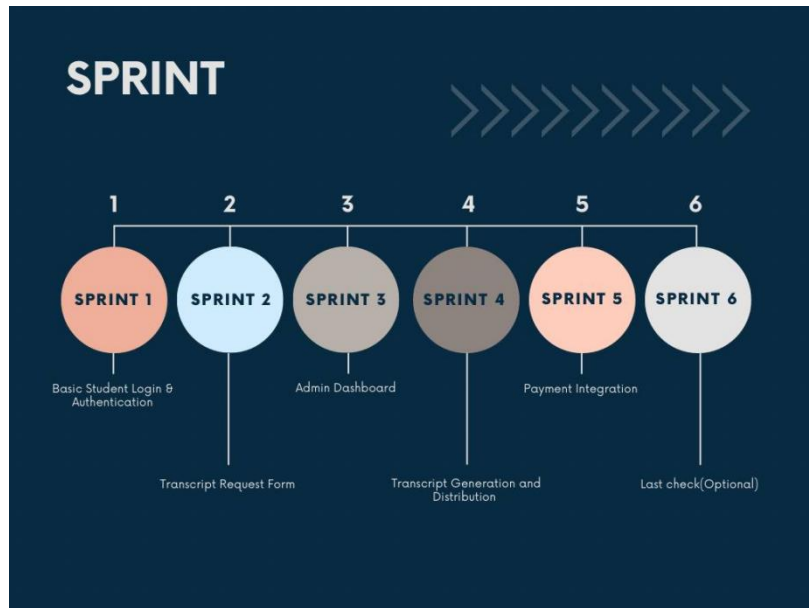 SPRINT
1 2 3 4 5 6
SPRINT 1 SPRINT 2 SPRINT 3 SPRINT 4 SPRINT 5 SPRINT 6
Basic Student Login &
Authentication
Admin Dashboard
Payment Integration
Transcript Request Form
Transcript Generation and
Distribution
Last check(Optional)